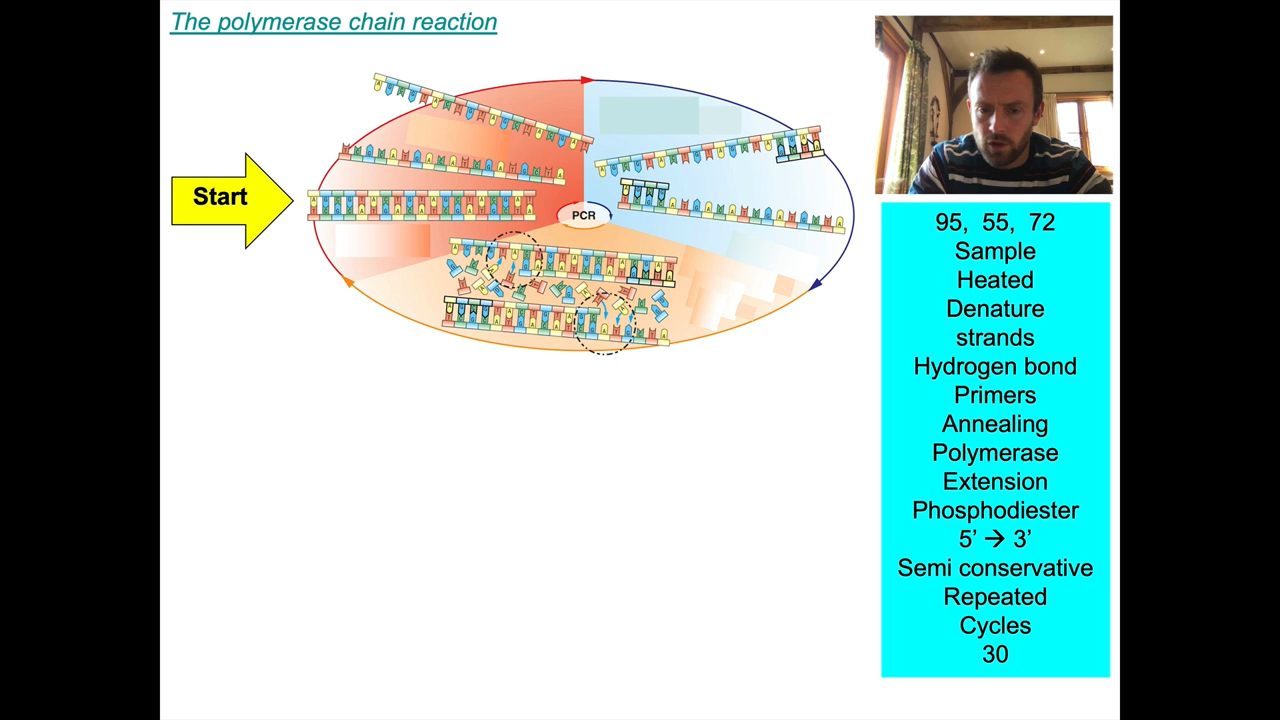 The polymerase chain reaction
Start
PCR
95, 55, 72
Sample
Heated
Denature
strands
Hydrogen bond
Primers
Annealing
Polymerase
Extension
Phosphodiester
5’ → 3’
Semi conservative
Repeated
Cycles
30